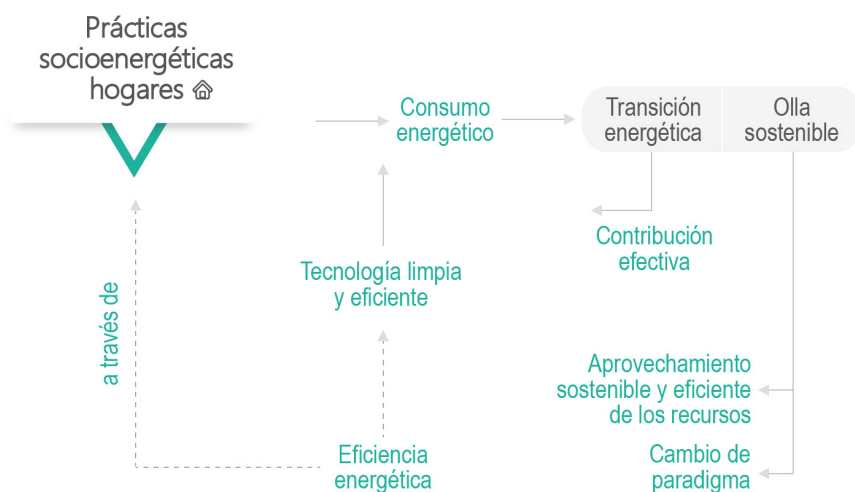 Prácticas
socioenergéticas
hogares
Consumo
energético
Transición
energética
Olla
sostenible
Contribución
efectiva
Tecnología limpia
y eficiente
a través de
Aprovechamiento
sostenible y eficiente
de los recursos
Eficiencia
energética
Cambio de
paradigma